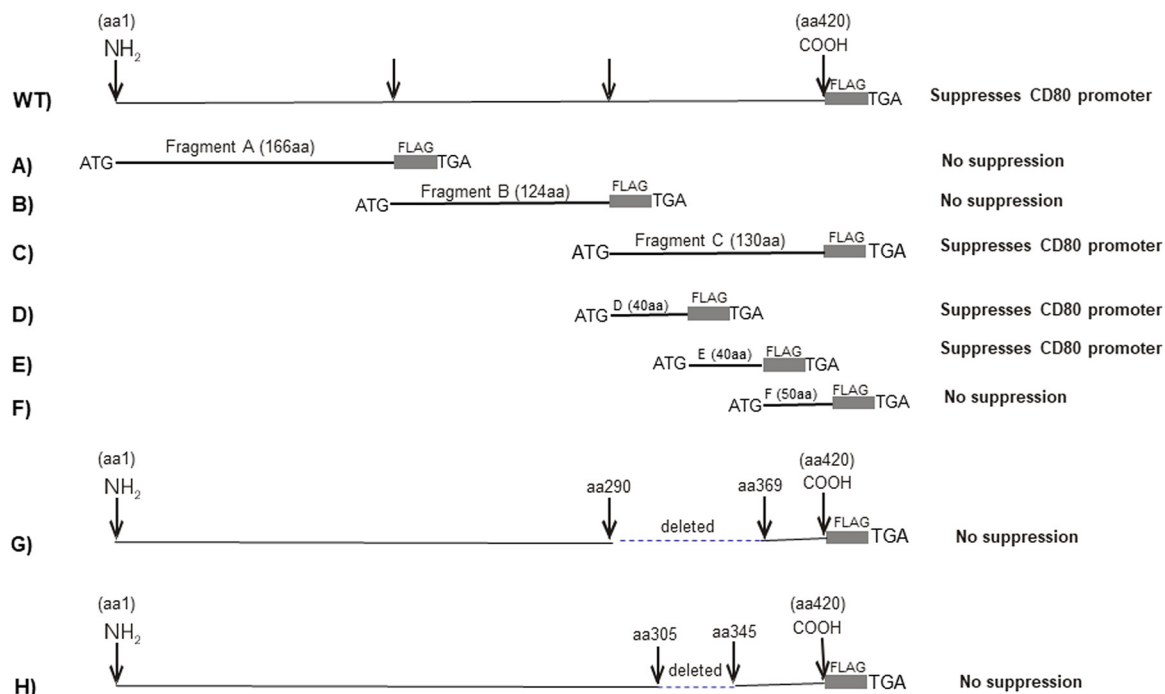 (aa1) (aa420)
NH2 COOH
WT) FLAG TGA Suppresses CD80 promoter
A) ATG Fragment A (166aa) FLAG TGA No suppression
B) ATG Fragment B (124aa) FLAG TGA No suppression
C) ATG Fragment C (130aa) FLAG TGA Suppresses CD80 promoter
D) ATG D (40aa) FLAG TGA Suppresses CD80 promoter
E) ATG E (40aa) FLAG TGA Suppresses CD80 promoter
F) ATG F (50aa) FLAG TGA No suppression
(aa1) (aa420)
NH2 aa290 aa369 COOH
G) deleted FLAG TGA No suppression
(aa1) (aa420)
NH2 aa305 aa345 COOH
H) deleted FLAG TGA No suppression